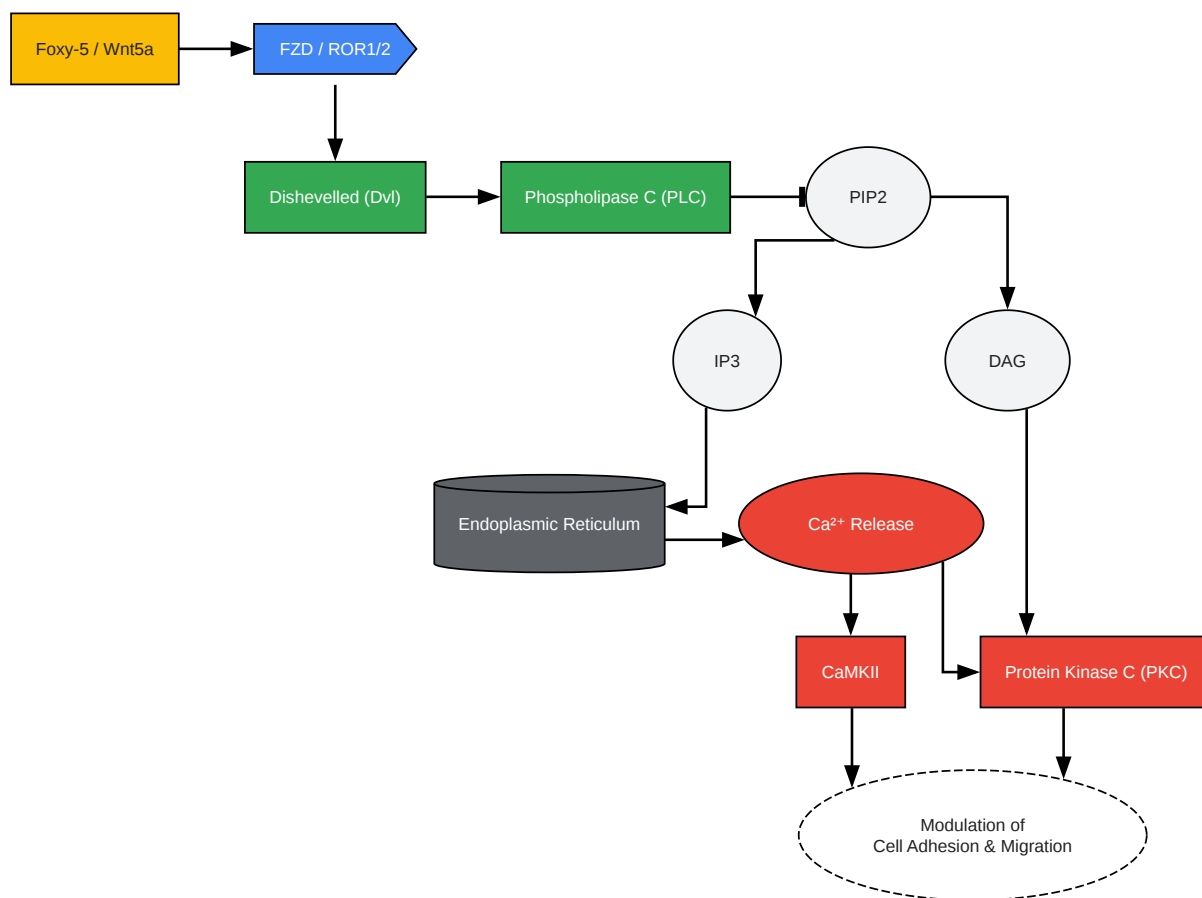 Foxy-5 / Wnt5a
FZD / ROR1/2
Dishevelled (Dvl)
Phospholipase C (PLC)
PIP2
IP3
DAG
Endoplasmic Reticulum
Ca²⁺ Release
CaMKII
Protein Kinase C (PKC)
Modulation of
Cell Adhesion & Migration